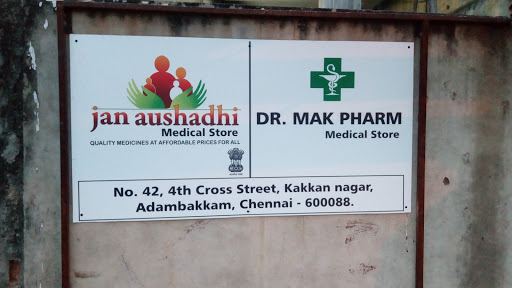 jan aushadhi
Medical Store
QUALITY MEDICINES AT AFFORDABLE PRICES FOR ALL
DR. MAK PHARM
Medical Store
No. 42, 4th Cross Street, Kakkan nagar,
Adambakkam, Chennai - 600088.